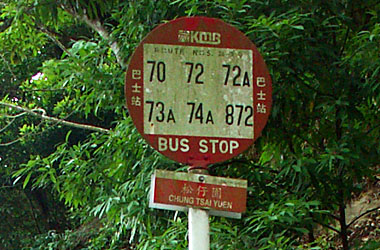 KMB
ROUTE NOS.
70 72 72A
巴士站
巴士站
73A 74A 872
BUS STOP
松仔園
CHUNG TSAI YUEN